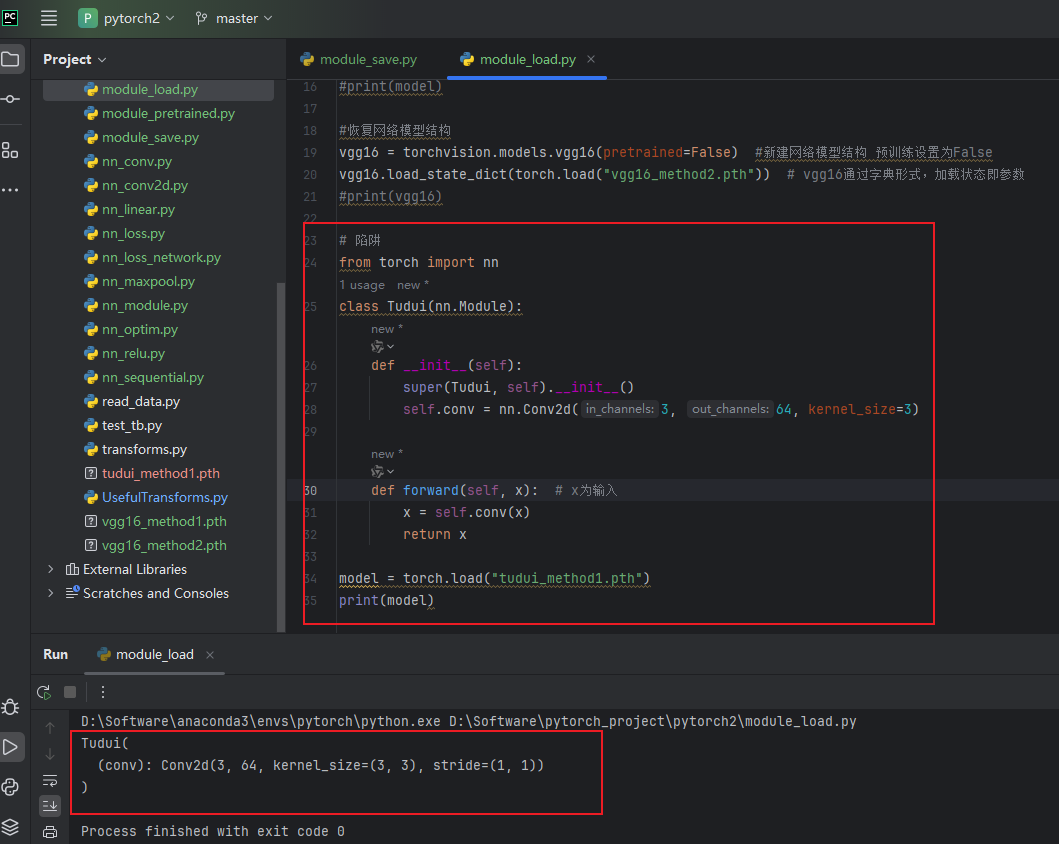 PC
P pytorch2 master
Project
module_save.py module_load.py
module_load.py
module_pretrained.py
module_save.py
nn_conv.py
nn_conv2d.py
nn_linear.py
nn_loss.py
nn_loss_network.py
nn_maxpool.py
nn_module.py
nn_optim.py
nn_relu.py
nn_sequential.py
read_data.py
test_tb.py
transforms.py
tudui_method1.pth
UsefulTransforms.py
vgg16_method1.pth
vgg16_method2.pth
External Libraries
Scratches and Consoles
16 #print(model)
17
18 #恢复网络模型结构
19 vgg16 = torchvision.models.vgg16(pretrained=False) #新建网络模型结构 预训练设置为False
20 vgg16.load_state_dict(torch.load("vgg16_method2.pth")) # vgg16通过字典形式，加载状态即参数
21 #print(vgg16)
22
23 # 陷阱
24 from torch import nn
1 usage new *
25 class Tudui(nn.Module):
new *
26 def __init__(self):
27 super(Tudui, self).__init__()
28 self.conv = nn.Conv2d( in_channels: 3, out_channels: 64, kernel_size=3)
29
new *
30 def forward(self, x): # x为输入
31 x = self.conv(x)
32 return x
33
34 model = torch.load("tudui_method1.pth")
35 print(model)
Run module_load
D:\Software\anaconda3\envs\pytorch\python.exe D:\Software\pytorch_project\pytorch2\module_load.py
Tudui(
(conv): Conv2d(3, 64, kernel_size=(3, 3), stride=(1, 1))
)
Process finished with exit code 0